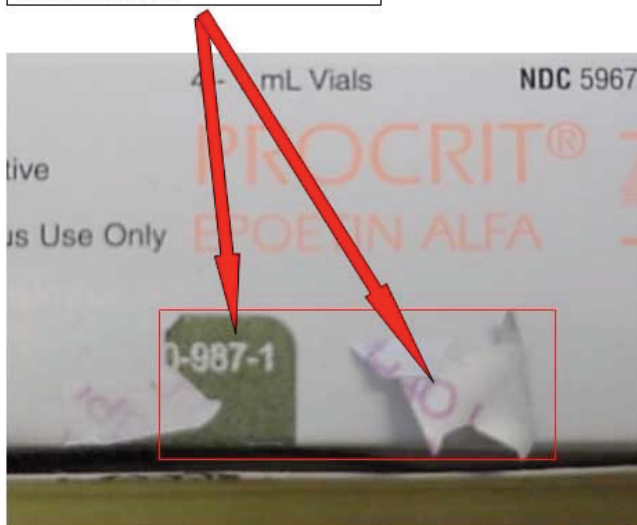 mL Vials NDC 5967
PROCRIT®
tive
us Use Only EPOETIN ALFA
0-987-1